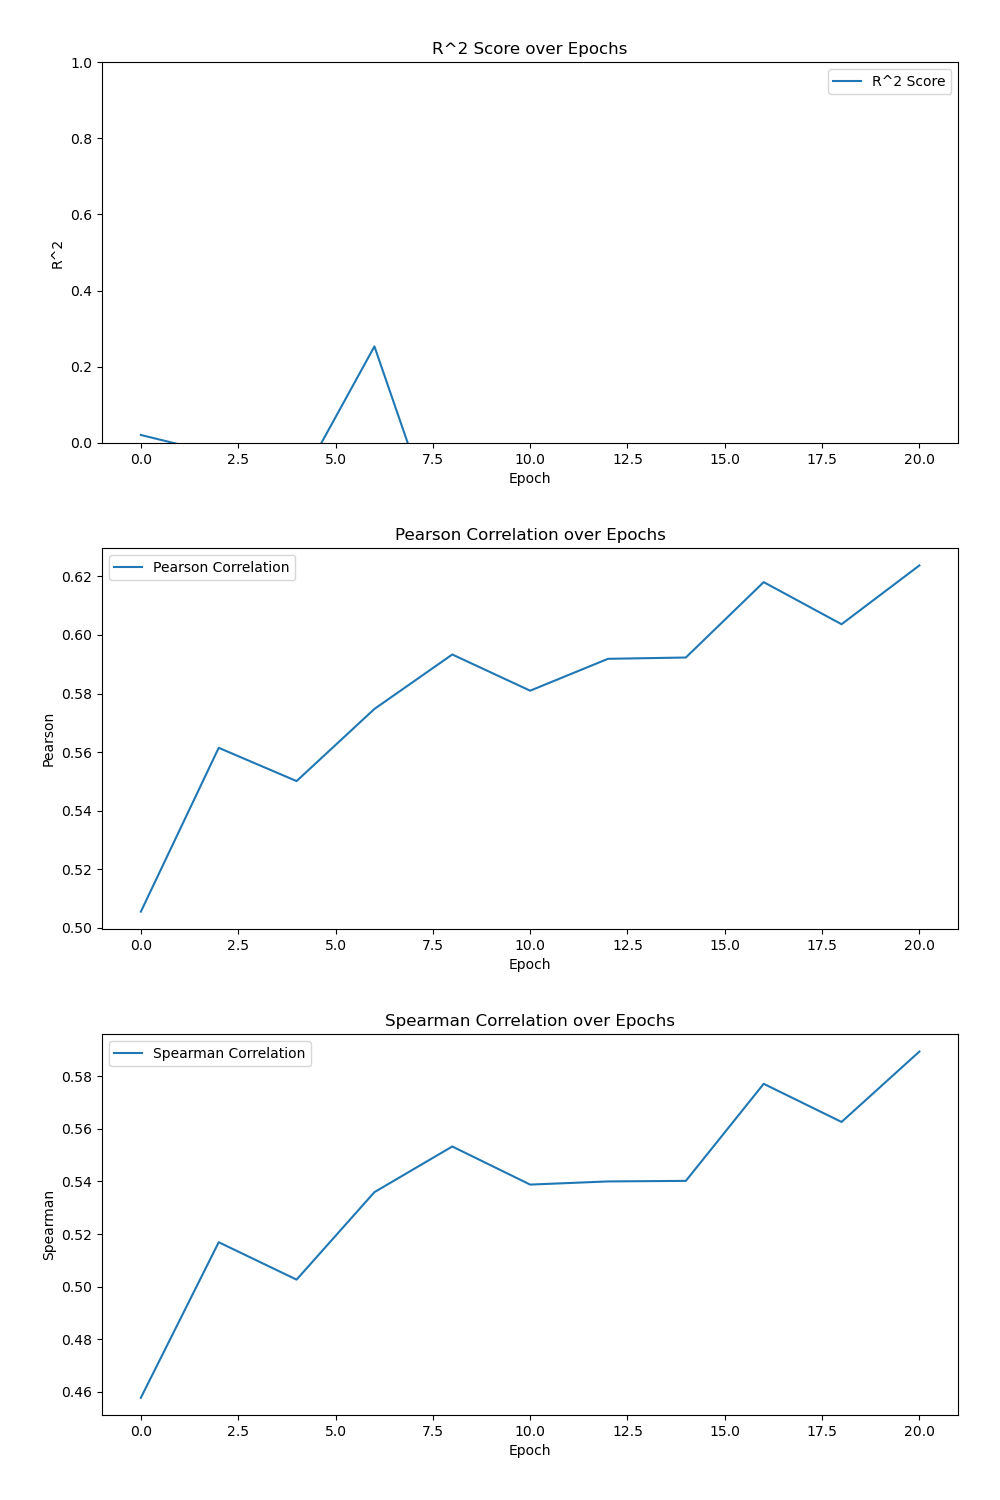 R^2 Score over Epochs
1.0
R^2 Score
0.8
0.6
R^2
0.4
0.2
0.0
0.0 2.5 5.0 7.5 10.0 12.5 15.0 17.5 20.0
Epoch
Pearson Correlation over Epochs
Pearson Correlation
0.62
0.60
0.58
Pearson
0.56
0.54
0.52
0.50
0.0 2.5 5.0 7.5 10.0 12.5 15.0 17.5 20.0
Epoch
Spearman Correlation over Epochs
Spearman Correlation
0.58
0.56
0.54
Spearman
0.52
0.50
0.48
0.46
0.0 2.5 5.0 7.5 10.0 12.5 15.0 17.5 20.0
Epoch